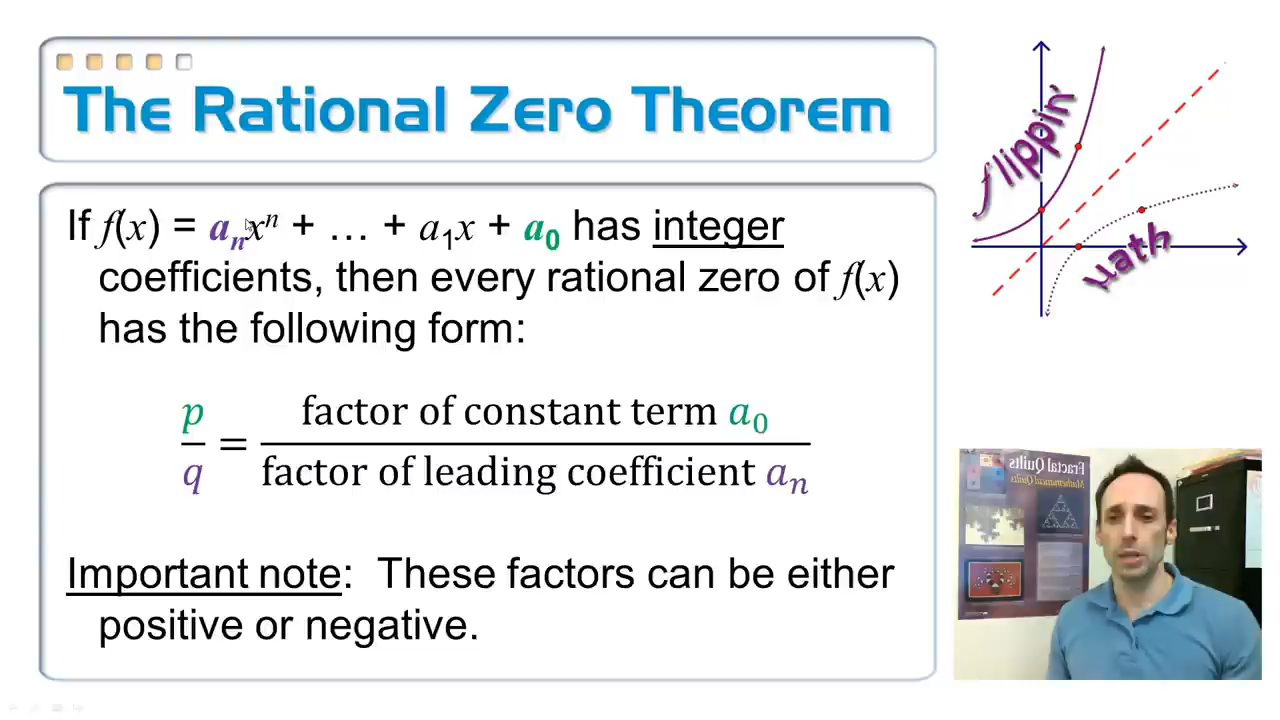 The Rational Zero Theorem
If f(x) = aₙxⁿ + … + a₁x + a₀ has integer
coefficients, then every rational zero of f(x)
has the following form:
p/q = factor of constant term a₀ / factor of leading coefficient aₙ
Important note: These factors can be either
positive or negative.
flippin'
math
Fractal Quilts
Mathematical Quilts